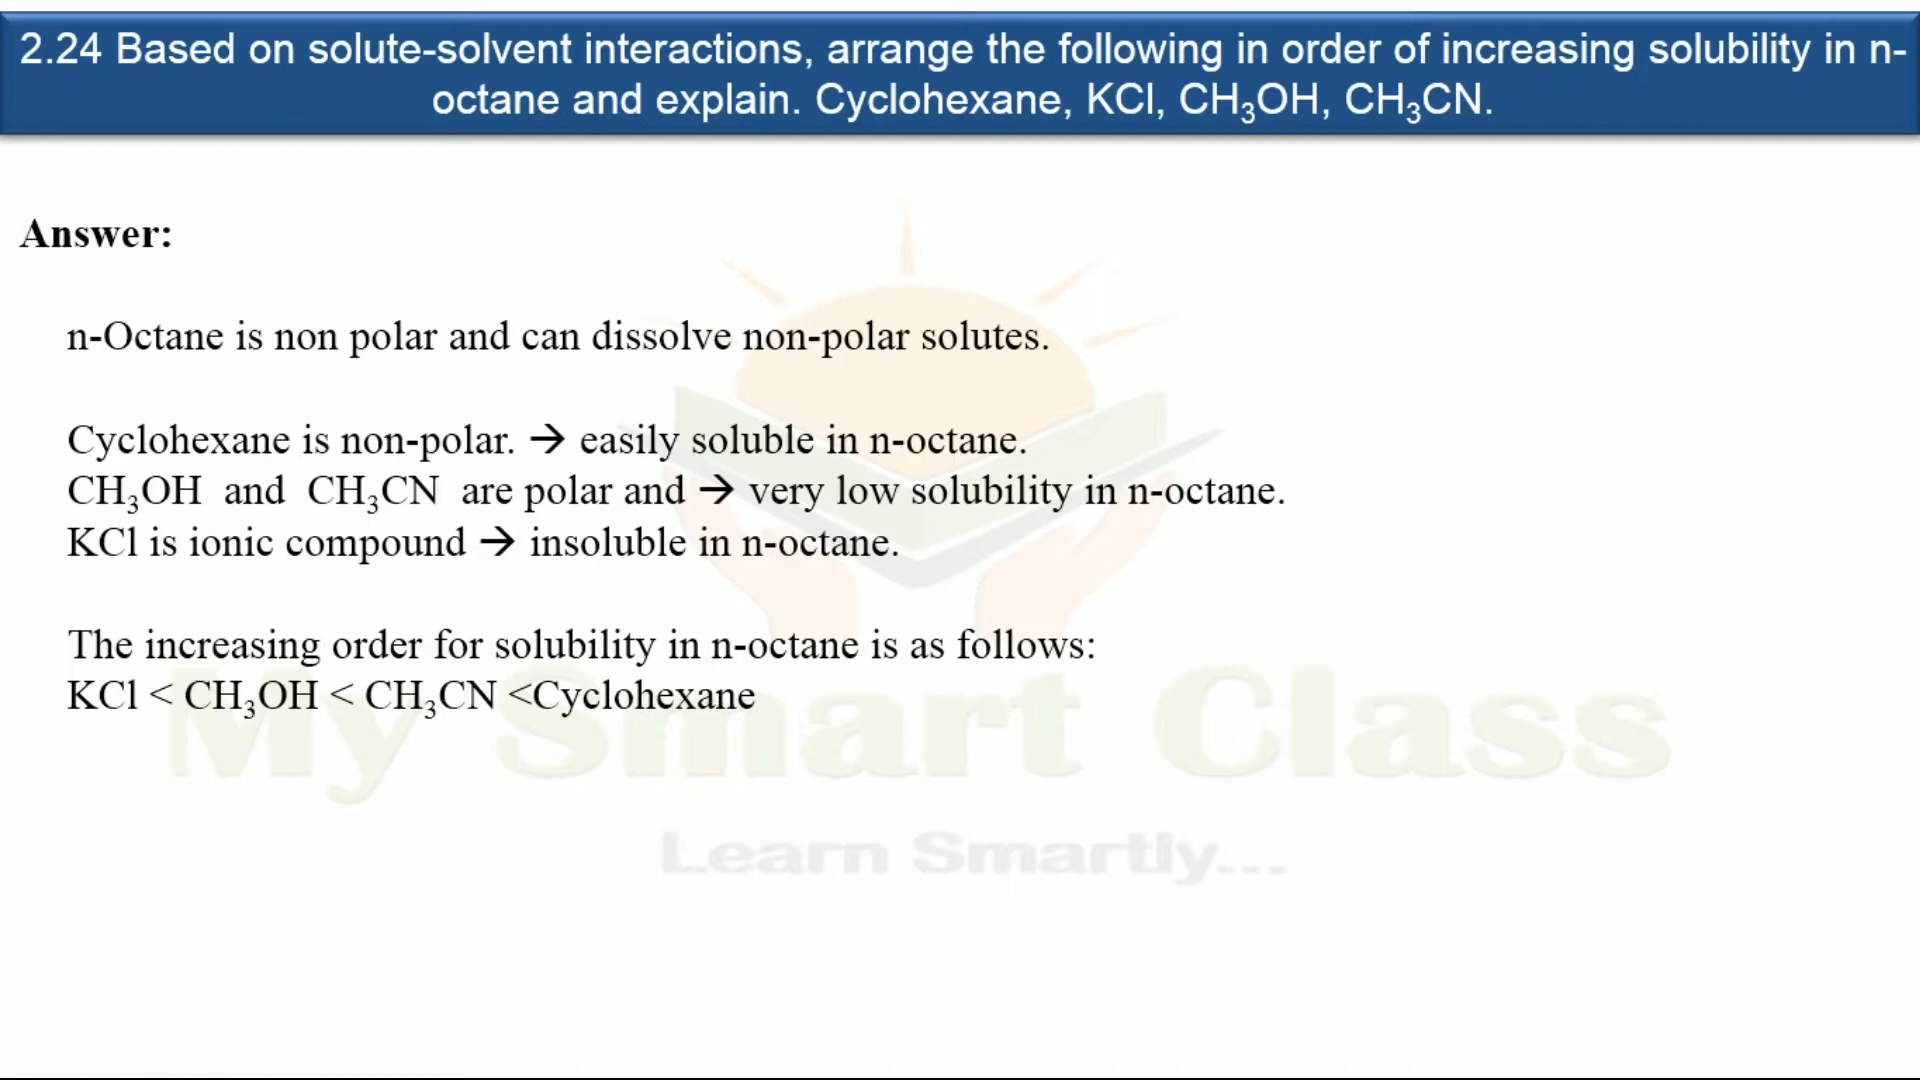 2.24 Based on solute-solvent interactions, arrange the following in order of increasing solubility in n-
octane and explain. Cyclohexane, KCl, CH₃OH, CH₃CN.
Answer:
n-Octane is non polar and can dissolve non-polar solutes.
Cyclohexane is non-polar. → easily soluble in n-octane.
CH₃OH and CH₃CN are polar and → very low solubility in n-octane.
KCl is ionic compound → insoluble in n-octane.
The increasing order for solubility in n-octane is as follows:
KCl < CH₃OH < CH₃CN <Cyclohexane
My Smart Class
Learn Smartly...